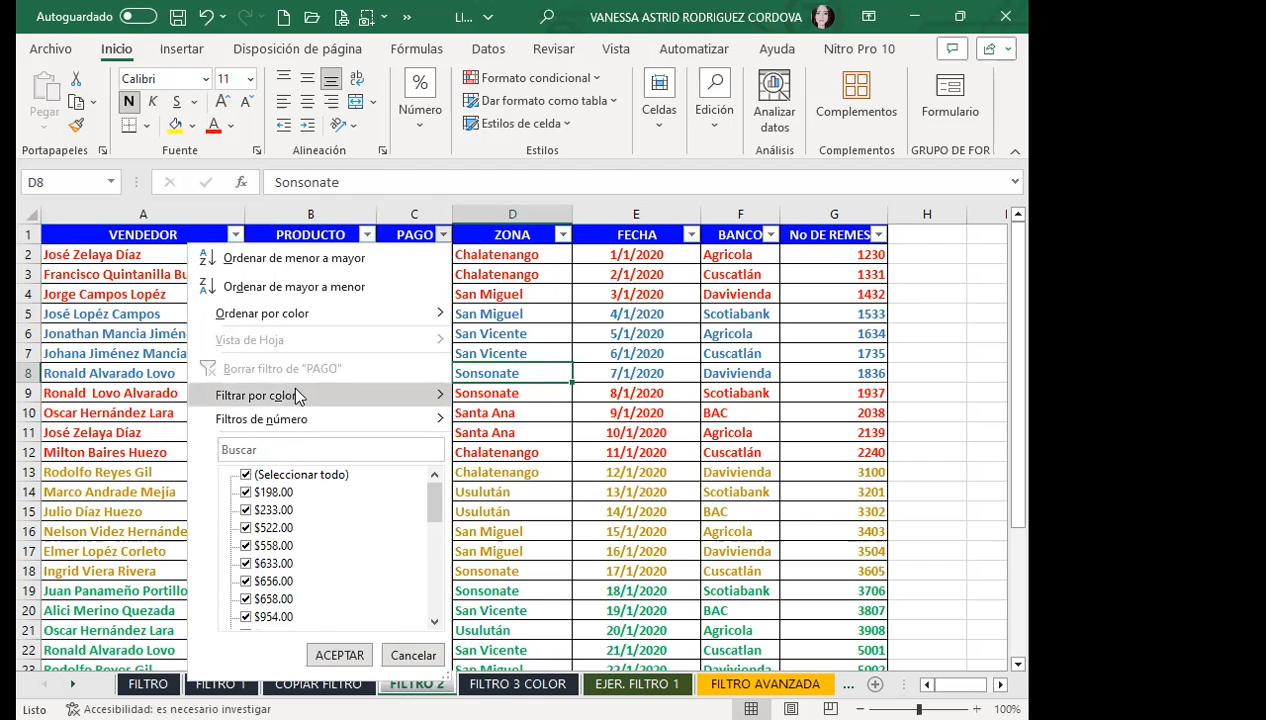 Autoguardado LI... VANESSA ASTRID RODRIGUEZ CORDOVA
Archivo Inicio Insertar Disposición de página Fórmulas Datos Revisar Vista Automatizar Ayuda Nitro Pro 10
Pegar Calibri 11 Número Formato condicional Dar formato como tabla Estilos de celda Celdas Edición Analizar datos Complementos Formulario
N K S
Portapapeles Fuente Alineación Estilos Análisis Complementos GRUPO DE FOR
D8 fx Sonsonate
A B C D E F G H I
1 VENDEDOR PRODUCTO PAGO ZONA FECHA BANCO No DE REMES
2 José Zelaya Díaz Chalatenango 1/1/2020 Agricola 1230
3 Francisco Quintanilla Bu Chalatenango 2/1/2020 Cuscatlán 1331
4 Jorge Campos Lopéz San Miguel 3/1/2020 Davivienda 1432
5 José Lopéz Campos San Miguel 4/1/2020 Scotiabank 1533
6 Jonathan Mancia Jimén San Vicente 5/1/2020 Agricola 1634
7 Johana Jiménez Mancia San Vicente 6/1/2020 Cuscatlán 1735
8 Ronald Alvarado Lovo Sonsonate 7/1/2020 Davivienda 1836
9 Ronald Lovo Alvarado Sonsonate 8/1/2020 Scotiabank 1937
10 Oscar Hernández Lara Santa Ana 9/1/2020 BAC 2038
11 José Zelaya Díaz Santa Ana 10/1/2020 Agricola 2139
12 Milton Baires Huezo Chalatenango 11/1/2020 Cuscatlán 2240
13 Rodolfo Reyes Gil Chalatenango 12/1/2020 Davivienda 3100
14 Marco Andrade Mejía Usulután 13/1/2020 Scotiabank 3201
15 Julio Díaz Huezo Usulután 14/1/2020 BAC 3302
16 Nelson Videz Hernánde San Miguel 15/1/2020 Agricola 3403
17 Elmer Lopéz Corleto San Miguel 16/1/2020 Davivienda 3504
18 Ingrid Viera Rivera Sonsonate 17/1/2020 Cuscatlán 3605
19 Juan Panameño Portillo Sonsonate 18/1/2020 Scotiabank 3706
20 Alici Merino Quezada San Vicente 19/1/2020 BAC 3807
21 Oscar Hernández Lara Usulután 20/1/2020 Agricola 3908
22 Ronald Alvarado Lovo San Vicente 21/1/2020 Cuscatlan 5001
23 Rodolfo Reyes Gil San Miguel 22/1/2020 Davivienda 5002
Ordenar de menor a mayor
Ordenar de mayor a menor
Ordenar por color
Vista de Hoja
Borrar filtro de "PAGO"
Filtrar por color
Filtros de número
Buscar
(Seleccionar todo)
$198.00
$233.00
$522.00
$558.00
$633.00
$656.00
$658.00
$954.00
ACEPTAR Cancelar
FILTRO FILTRO 1 COPIAR FILTRO FILTRO 2 FILTRO 3 COLOR EJER. FILTRO 1 FILTRO AVANZADA ...
Listo Accesibilidad: es necesario investigar 100%